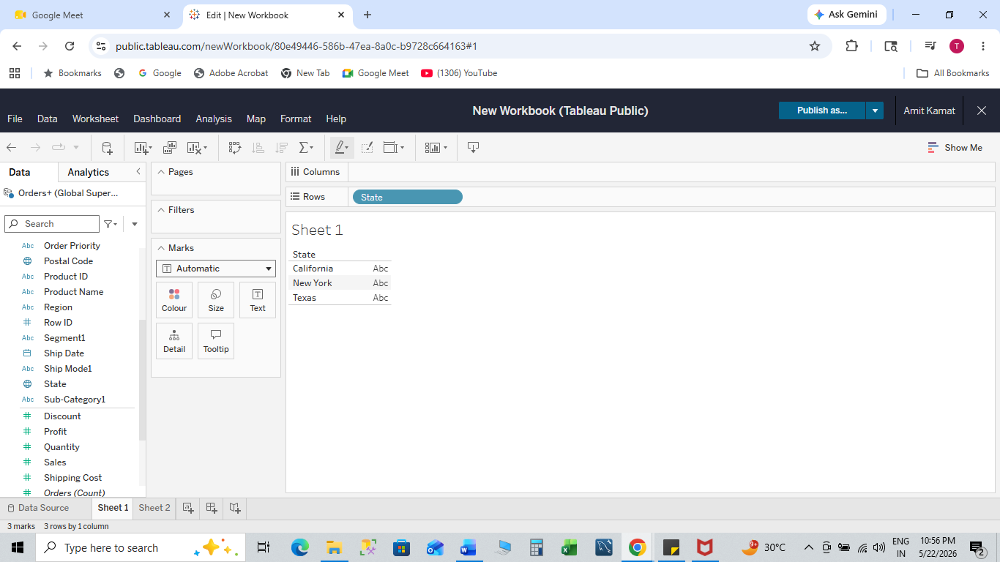 Google Meet
Edit | New Workbook
Ask Gemini
public.tableau.com/newWorkbook/80e49446-586b-47ea-8a0c-b9728c664163#1
T
Bookmarks
Google
Adobe Acrobat
New Tab
Google Meet
(1306) YouTube
All Bookmarks
File Data Worksheet Dashboard Analysis Map Format Help
New Workbook (Tableau Public)
Publish as...
Amit Kamat
Show Me
Data
Analytics
Orders+ (Global Super...
Search
Abc Order Priority
Postal Code
Abc Product ID
Abc Product Name
Abc Region
Row ID
Abc Segment1
Ship Date
Abc Ship Mode1
State
Abc Sub-Category1
Discount
Profit
Quantity
Sales
Shipping Cost
Orders (Count)
Pages
Filters
Marks
Automatic
Colour
Size
Text
Detail
Tooltip
Columns
Rows
State
Sheet 1
State
California Abc
New York Abc
Texas Abc
Data Source
Sheet 1
Sheet 2
3 marks 3 rows by 1 column
Type here to search
9+
30°C
ENG
IN
10:56 PM
5/22/2026
2